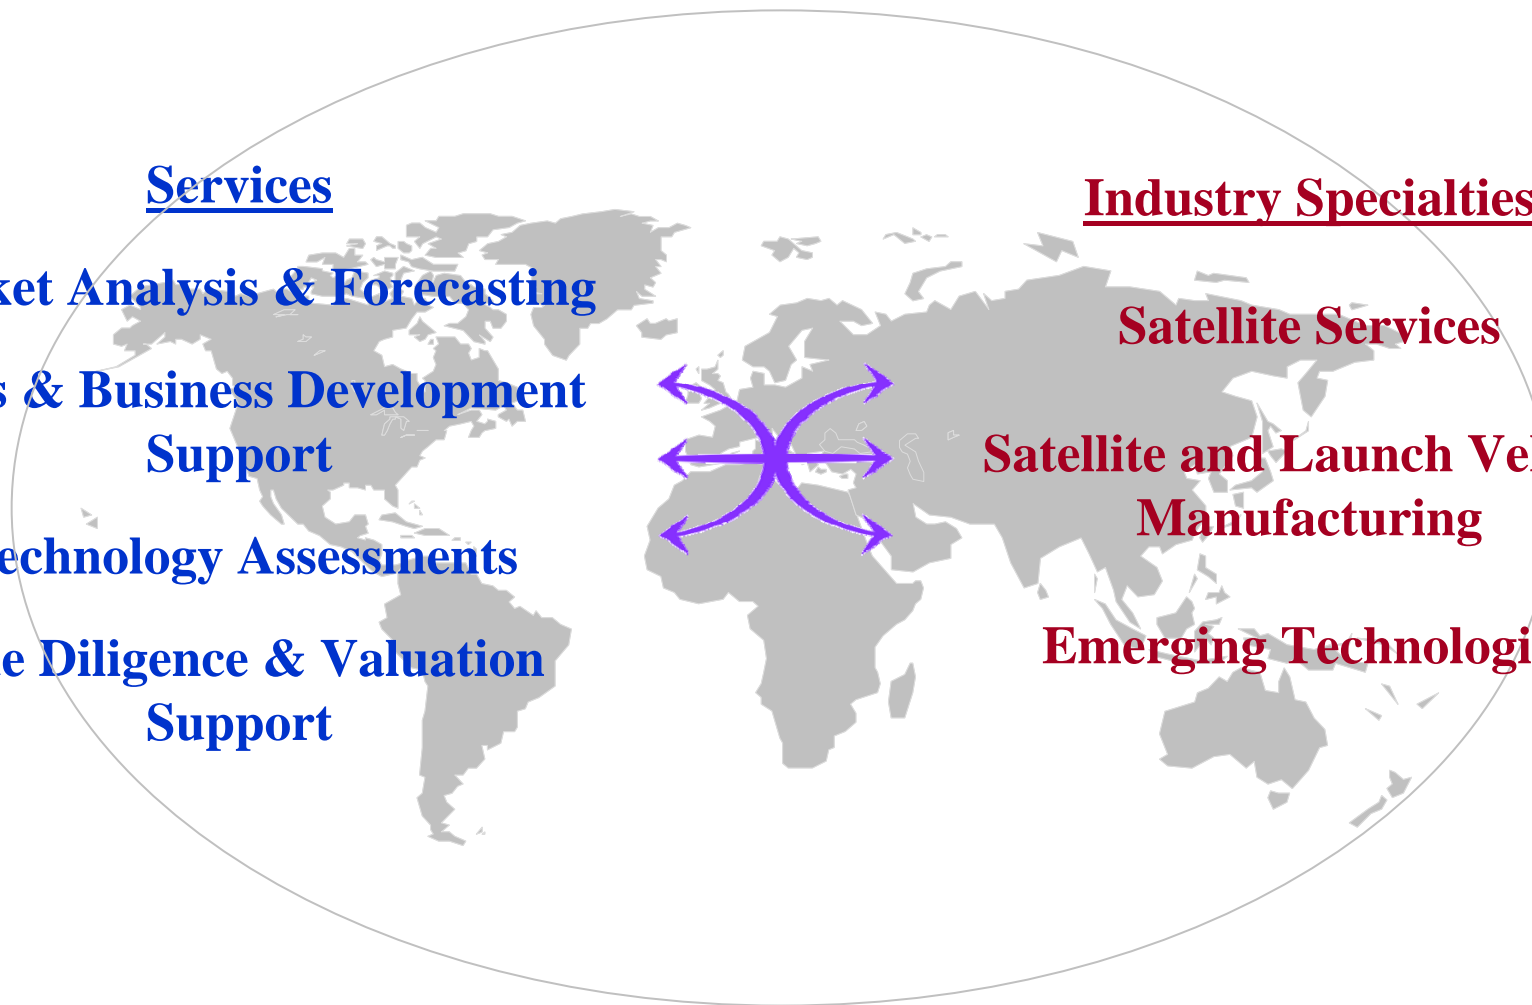 Services
ket Analysis & Forecasting
s & Business Development
Support
echnology Assessments
e Diligence & Valuation
Support
Industry Specialties
Satellite Services
Satellite and Launch Ve
Manufacturing
Emerging Technologi